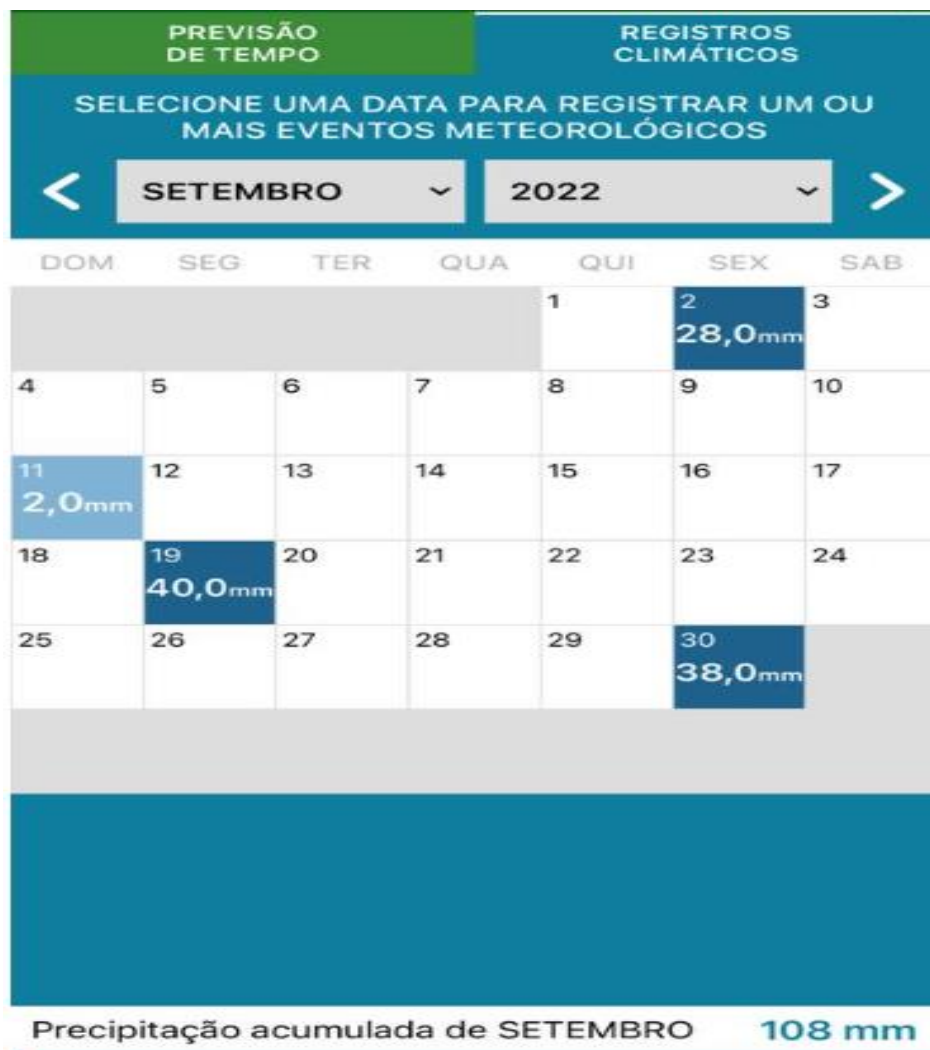 PREVISÃO
DE TEMPO
REGISTROS
CLIMÁTICOS
SELECIONE UMA DATA PARA REGISTRAR UM OU
MAIS EVENTOS METEOROLÓGICOS
< SETEMBRO 2022 >
DOM SEG TER QUA QUI SEX SAB
1 2 3
28,0mm
4 5 6 7 8 9 10
11 12 13 14 15 16 17
2,0mm
18 19 20 21 22 23 24
40,0mm
25 26 27 28 29 30
38,0mm
Precipitação acumulada de SETEMBRO 108 mm